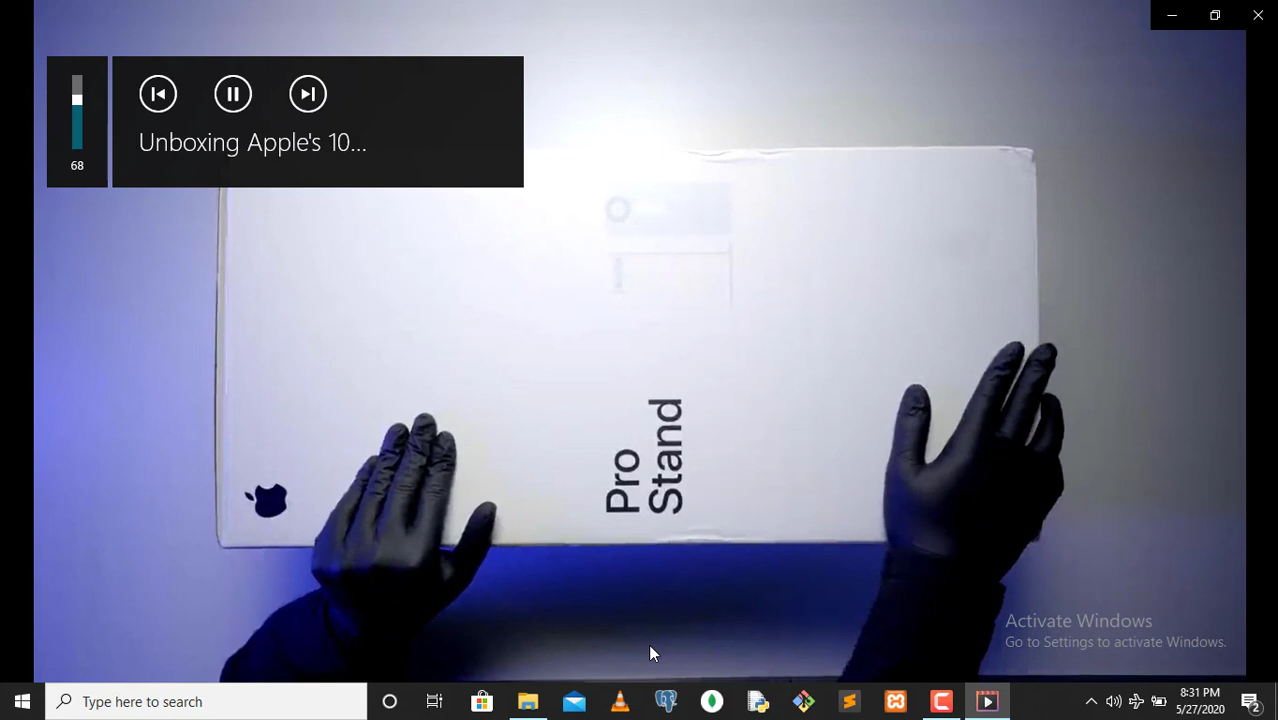 Unboxing Apple's 10...
68
Pro
Stand
Activate Windows
Go to Settings to activate Windows.
Type here to search
8:31 PM
5/27/2020
2